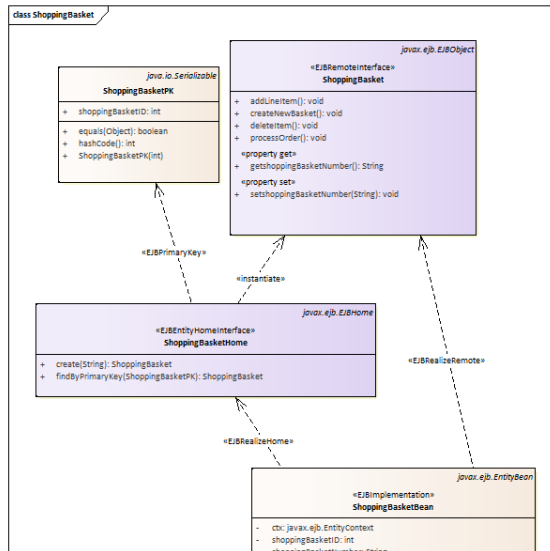 class ShoppingBasket
java.io.Serializable
ShoppingBasketPK
+ shoppingBasketID: int
+ equals(Object): boolean
+ hashCode(): int
+ ShoppingBasketPK(int)
javax.ejb.EJBObject
«EJBRemoteInterface»
ShoppingBasket
+ addLineItem(): void
+ createNewBasket(): void
+ deleteItem(): void
+ processOrder(): void
«property get»
+ getshoppingBasketNumber(): String
«property set»
+ setshoppingBasketNumber(String): void
«EJBPrimaryKey»
«instantiate»
javax.ejb.EJBHome
«EJBEntityHomeInterface»
ShoppingBasketHome
+ create(String): ShoppingBasket
+ findByPrimaryKey(ShoppingBasketPK): ShoppingBasket
«EJBRealizeRemote»
«EJBRealizeHome»
javax.ejb.EntityBean
«EJBImplementation»
ShoppingBasketBean
- ctx: javax.ejb.EntityContext
- shoppingBasketID: int
- shoppingBasketNumber: String